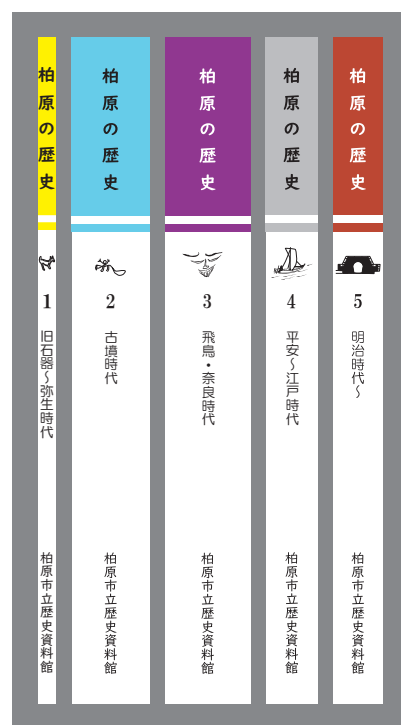 柏原の歴史
1
旧石器～弥生時代
柏原市立歴史資料館
柏原の歴史
2
古墳時代
柏原市立歴史資料館
柏原の歴史
3
飛鳥・奈良時代
柏原市立歴史資料館
柏原の歴史
4
平安～江戸時代
柏原市立歴史資料館
柏原の歴史
5
明治時代～
柏原市立歴史資料館